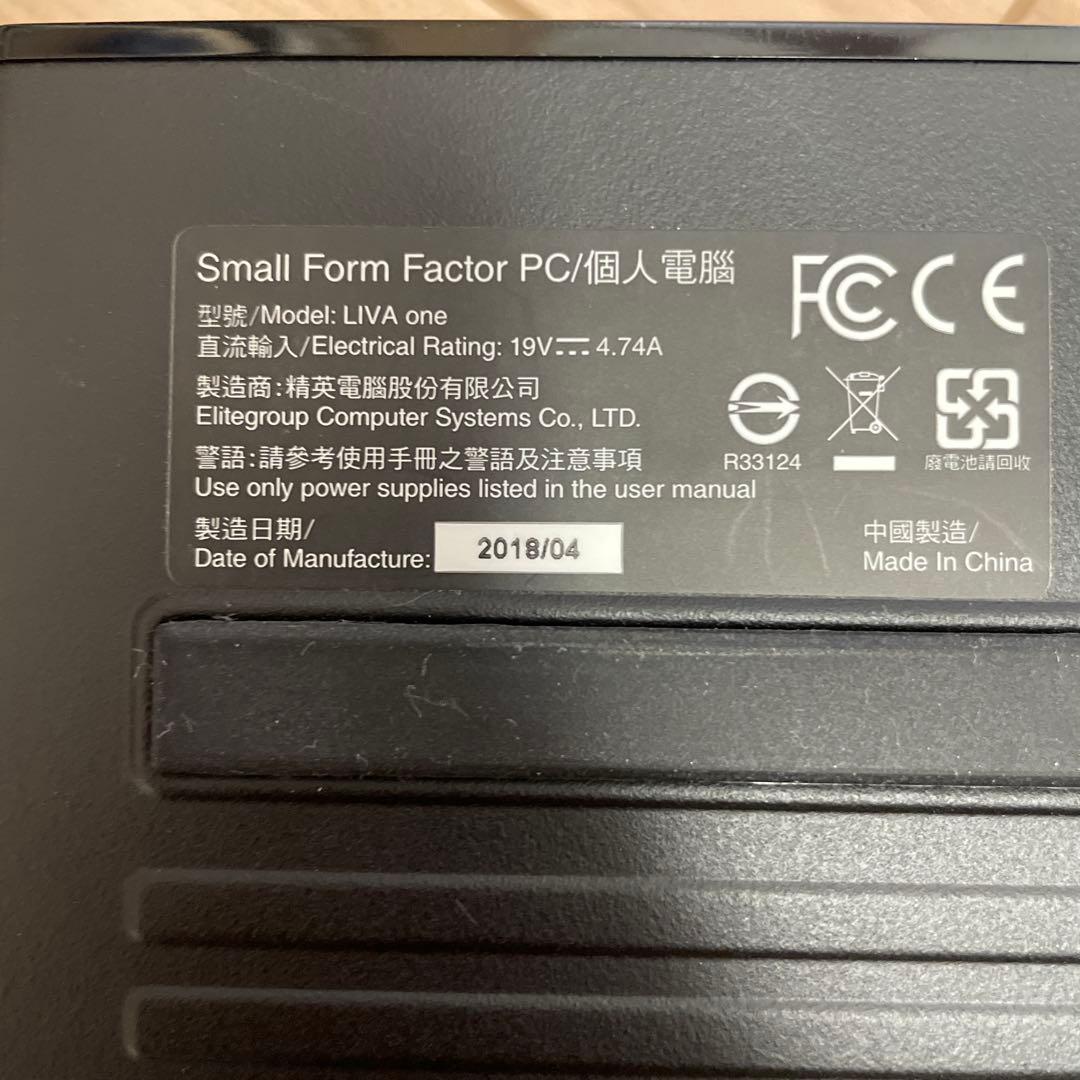 Small Form Factor PC/個人電腦
型號/Model: LIVA one
直流輸入/Electrical Rating: 19V⎓4.74A
製造商:精英電腦股份有限公司
Elitegroup Computer Systems Co., LTD.
警語:請參考使用手冊之警語及注意事項
Use only power supplies listed in the user manual
製造日期/
Date of Manufacture: 2018/04
FC CE
R33124
廢電池請回收
中國製造/
Made In China